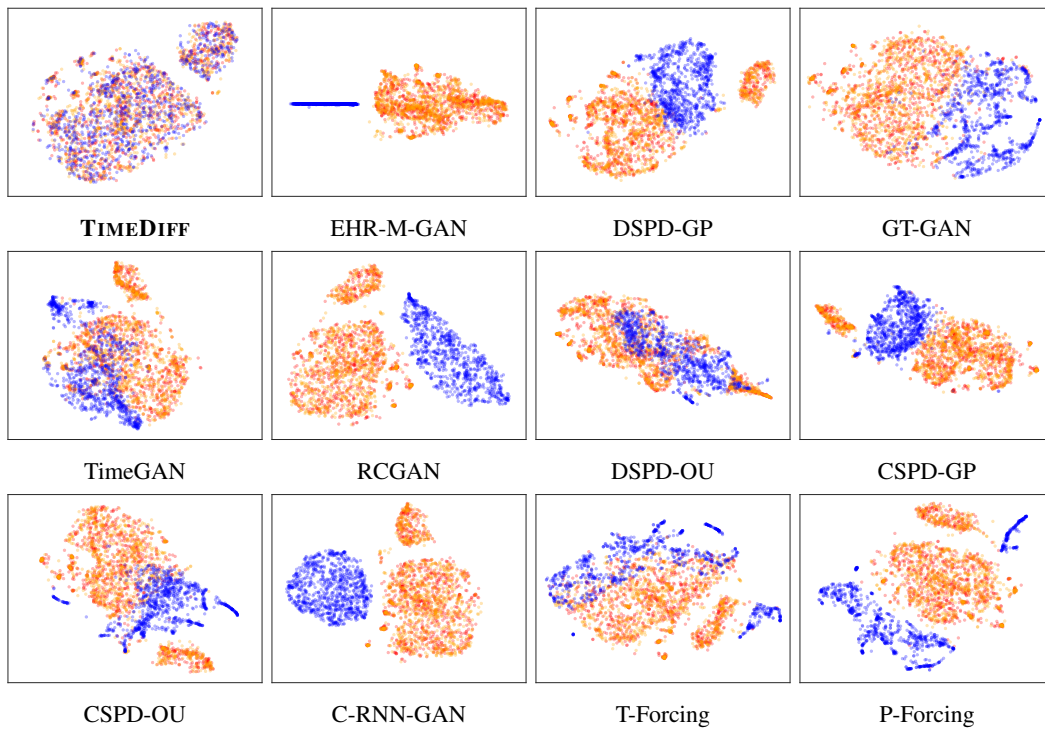 TIMEDIFF EHR-M-GAN DSPD-GP GT-GAN
TimeGAN RCGAN DSPD-OU CSPD-GP
CSPD-OU C-RNN-GAN T-Forcing P-Forcing